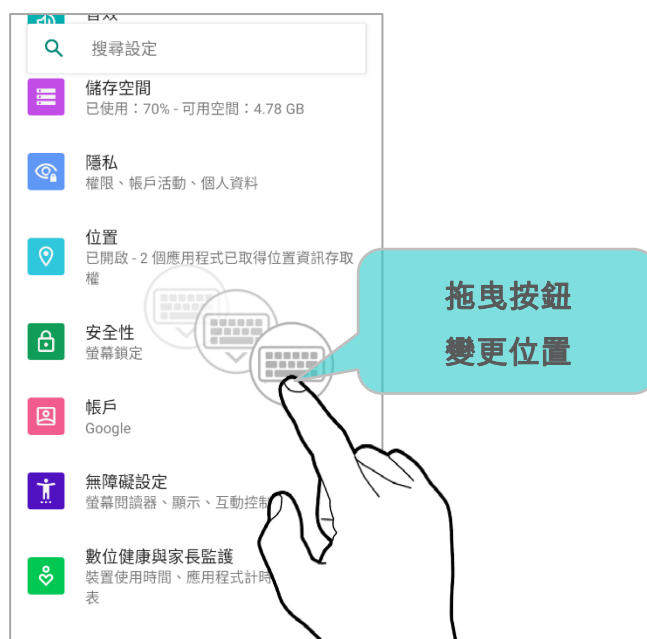 音效
搜尋設定
儲存空間
已使用：70% - 可用空間：4.78 GB
隱私
權限、帳戶活動、個人資料
位置
已開啟 - 2 個應用程式已取得位置資訊存取
權
拖曳按鈕
變更位置
安全性
螢幕鎖定
帳戶
Google
無障礙設定
螢幕閱讀器、顯示、互動控制
數位健康與家長監護
裝置使用時間、應用程式計時
表